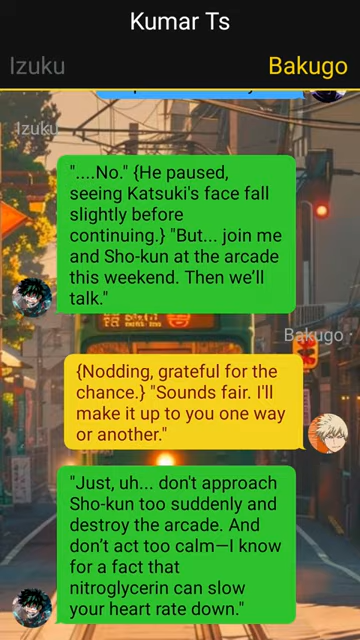 Kumar Ts
Izuku
Bakugo
Izuku
"....No." {He paused,
seeing Katsuki's face fall
slightly before
continuing.} "But... join me
and Sho-kun at the arcade
this weekend. Then we'll
talk."
Bakugo
{Nodding, grateful for the
chance.} "Sounds fair. I'll
make it up to you one way
or another."
"Just, uh... don't approach
Sho-kun too suddenly and
destroy the arcade. And
don't act too calm—I know
for a fact that
nitroglycerin can slow
your heart rate down."